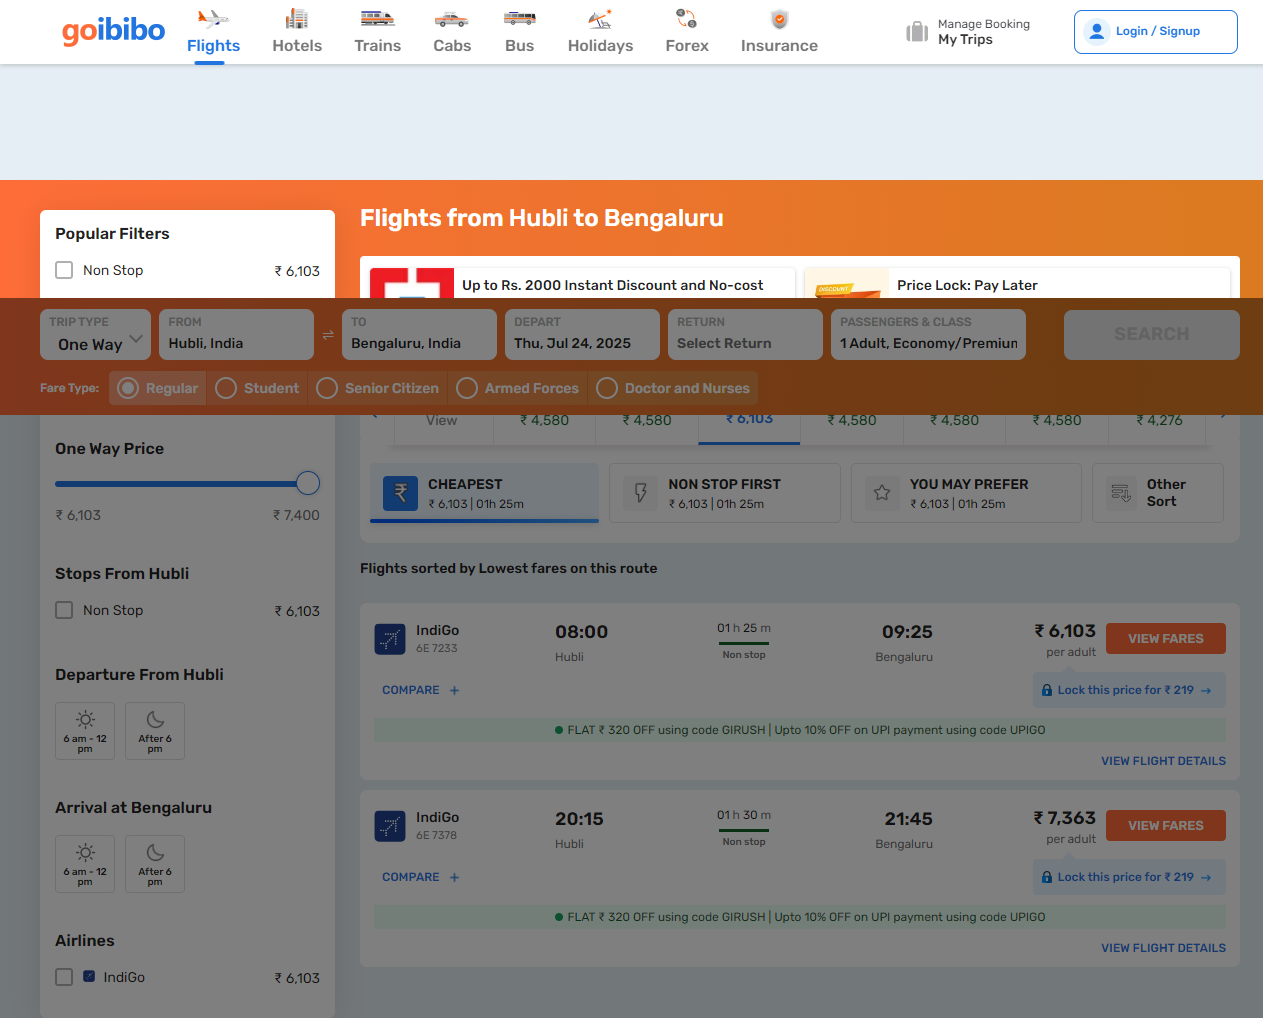 goibibo
Flights
Hotels
Trains
Cabs
Bus
Holidays
Forex
Insurance
Manage Booking
My Trips
Login / Signup
Flights from Hubli to Bengaluru
Popular Filters
Non Stop ₹ 6,103
Up to Rs. 2000 Instant Discount and No-cost
DISCOUNT
Price Lock: Pay Later
TRIP TYPE
One Way
FROM
Hubli, India
TO
Bengaluru, India
DEPART
Thu, Jul 24, 2025
RETURN
Select Return
PASSENGERS & CLASS
1 Adult, Economy/Premium
SEARCH
Fare Type: Regular Student Senior Citizen Armed Forces Doctor and Nurses
View ₹ 4,580 ₹ 4,580 ₹ 6,103 ₹ 4,580 ₹ 4,580 ₹ 4,580 ₹ 4,276
One Way Price
₹ 6,103 ₹ 7,400
CHEAPEST
₹ 6,103 | 01h 25m
NON STOP FIRST
₹ 6,103 | 01h 25m
YOU MAY PREFER
₹ 6,103 | 01h 25m
Other
Sort
Stops From Hubli
Non Stop ₹ 6,103
Departure From Hubli
6 am - 12
pm
After 6
pm
Arrival at Bengaluru
6 am - 12
pm
After 6
pm
Airlines
IndiGo ₹ 6,103
Flights sorted by Lowest fares on this route
IndiGo
6E 7233
08:00
Hubli
01 h 25 m
Non stop
09:25
Bengaluru
₹ 6,103
per adult
VIEW FARES
COMPARE +
Lock this price for ₹ 219 →
FLAT ₹ 320 OFF using code GIRUSH | Upto 10% OFF on UPI payment using code UPIGO
VIEW FLIGHT DETAILS
IndiGo
6E 7378
20:15
Hubli
01 h 30 m
Non stop
21:45
Bengaluru
₹ 7,363
per adult
VIEW FARES
COMPARE +
Lock this price for ₹ 219 →
FLAT ₹ 320 OFF using code GIRUSH | Upto 10% OFF on UPI payment using code UPIGO
VIEW FLIGHT DETAILS